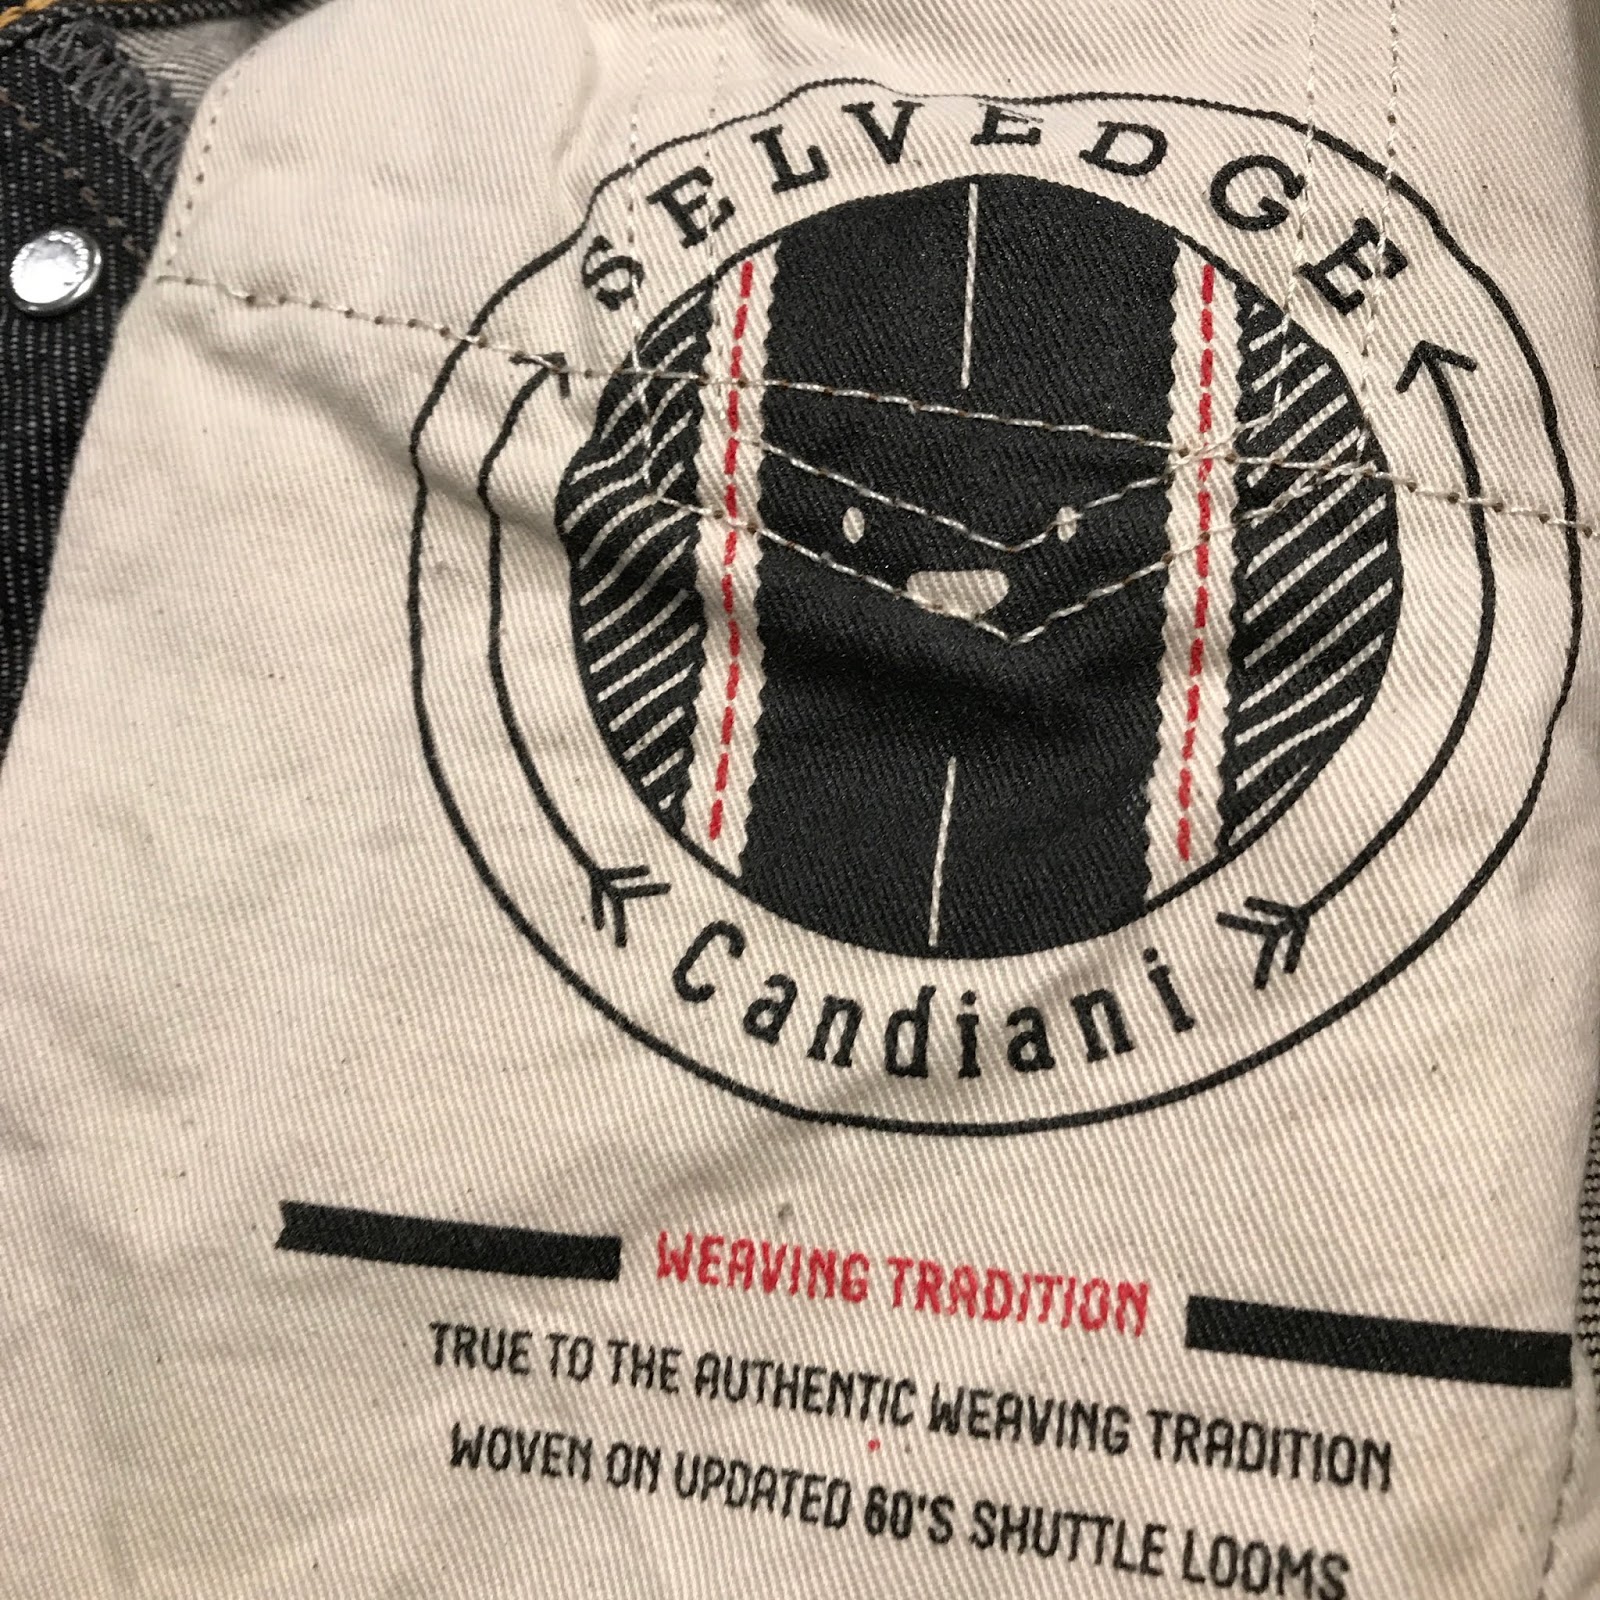 SELVEDGE
Candiani
WEAVING TRADITION
TRUE TO THE AUTHENTIC WEAVING TRADITION
WOVEN ON UPDATED 60'S SHUTTLE LOOMS